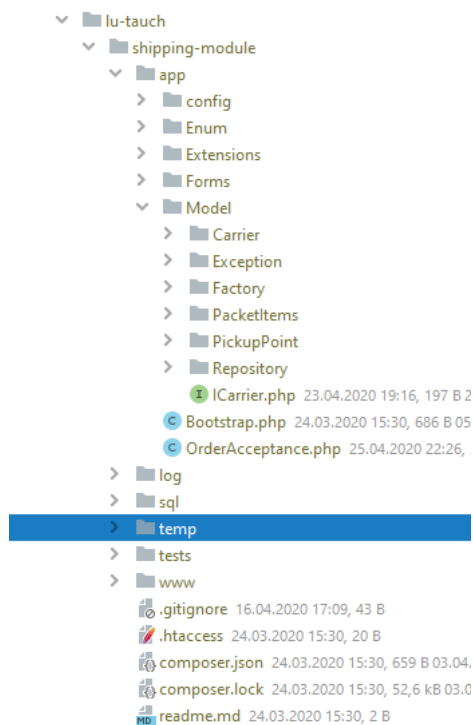 lu-tauch
shipping-module
app
config
Enum
Extensions
Forms
Model
Carrier
Exception
Factory
PacketItems
PickupPoint
Repository
I ICarrier.php 23.04.2020 19:16, 197 B 2
C Bootstrap.php 24.03.2020 15:30, 686 B 05
C OrderAcceptance.php 25.04.2020 22:26,
log
sql
temp
tests
www
.gitignore 16.04.2020 17:09, 43 B
.htaccess 24.03.2020 15:30, 20 B
composer.json 24.03.2020 15:30, 659 B 03.04.
composer.lock 24.03.2020 15:30, 52,6 kB 03.0
MD readme.md 24.03.2020 15:30, 2 B